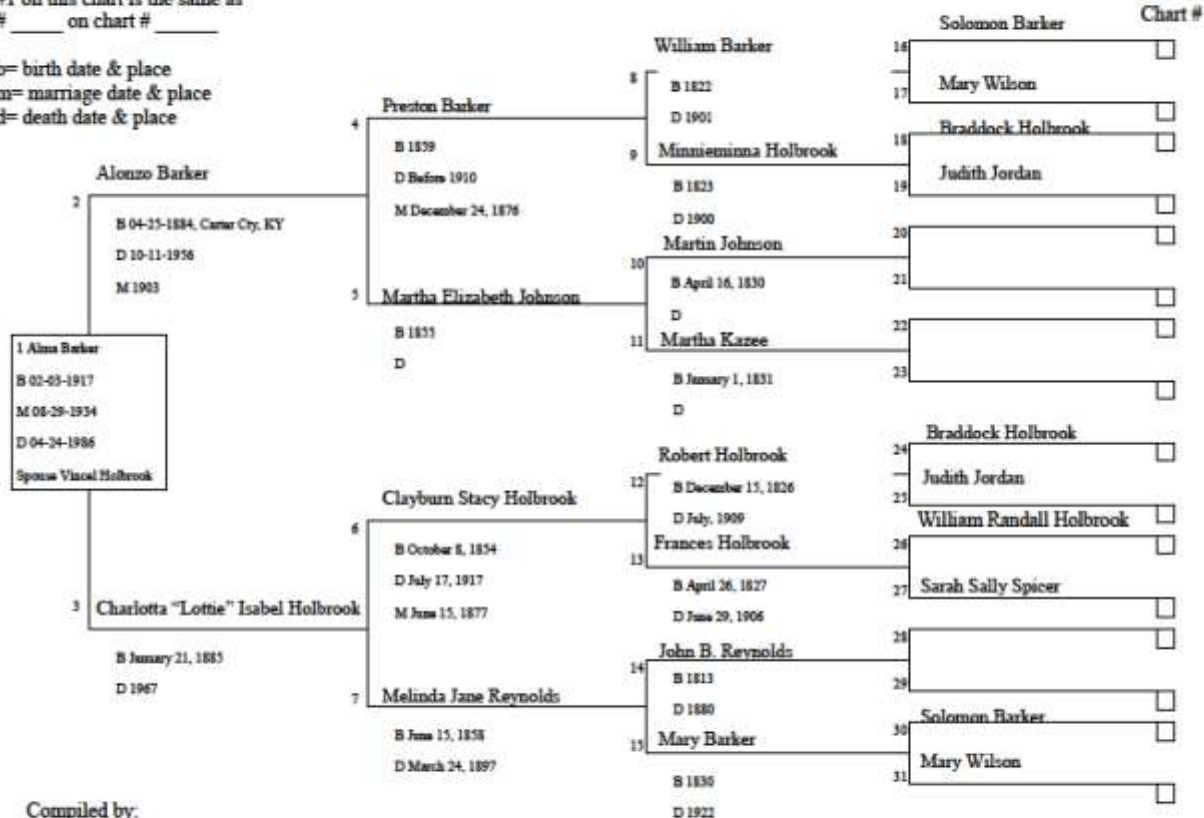 #1 on this chart is the same as
# _____ on chart # ______
b= birth date & place
m= marriage date & place
d= death date & place
Chart #
1 Alma Barker
B 02-03-1917
M 08-29-1934
D 04-24-1986
Spouse Vincel Holbrook
2
Alonzo Barker
B 04-25-1884, Carter Cty, KY
D 10-11-1956
M 1903
3 Charlotta “Lottie” Isabel Holbrook
B January 21, 1885
D 1967
4
Preston Barker
B 1859
D Before 1910
M December 24, 1876
5 Martha Elizabeth Johnson
B 1855
D
6
Clayburn Stacy Holbrook
B October 8, 1854
D July 17, 1917
M June 15, 1877
7 Melinda Jane Reynolds
B June 15, 1858
D March 24, 1897
William Barker
8
B 1822
D 1901
9 Minnieminna Holbrook
B 1823
D 1900
Martin Johnson
10
B April 16, 1830
D
11 Martha Kazee
B January 1, 1831
D
Robert Holbrook
12
B December 15, 1826
D July, 1909
Frances Holbrook
13
B April 26, 1827
D June 29, 1906
John B. Reynolds
14
B 1813
D 1880
15 Mary Barker
B 1830
D 1922
Solomon Barker
16
17 Mary Wilson
Braddock Holbrook
18
19 Judith Jordan
20
21
22
23
Braddock Holbrook
24
25 Judith Jordan
William Randall Holbrook
26
27 Sarah Sally Spicer
28
29
Solomon Barker
30
31 Mary Wilson
Compiled by: